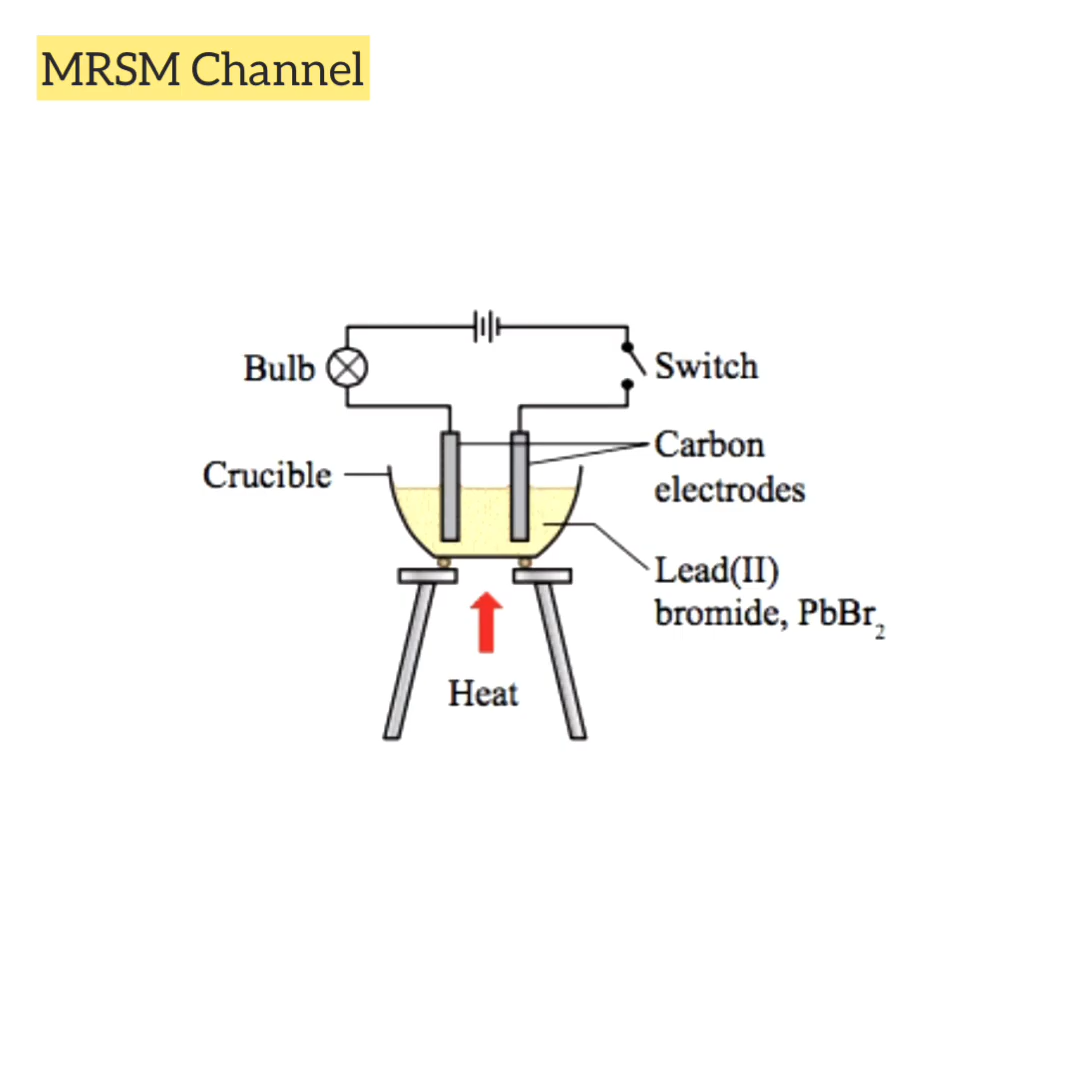 MRSM Channel
Bulb
Switch
Carbon
electrodes
Crucible
Lead(II)
bromide, PbBr₂
Heat